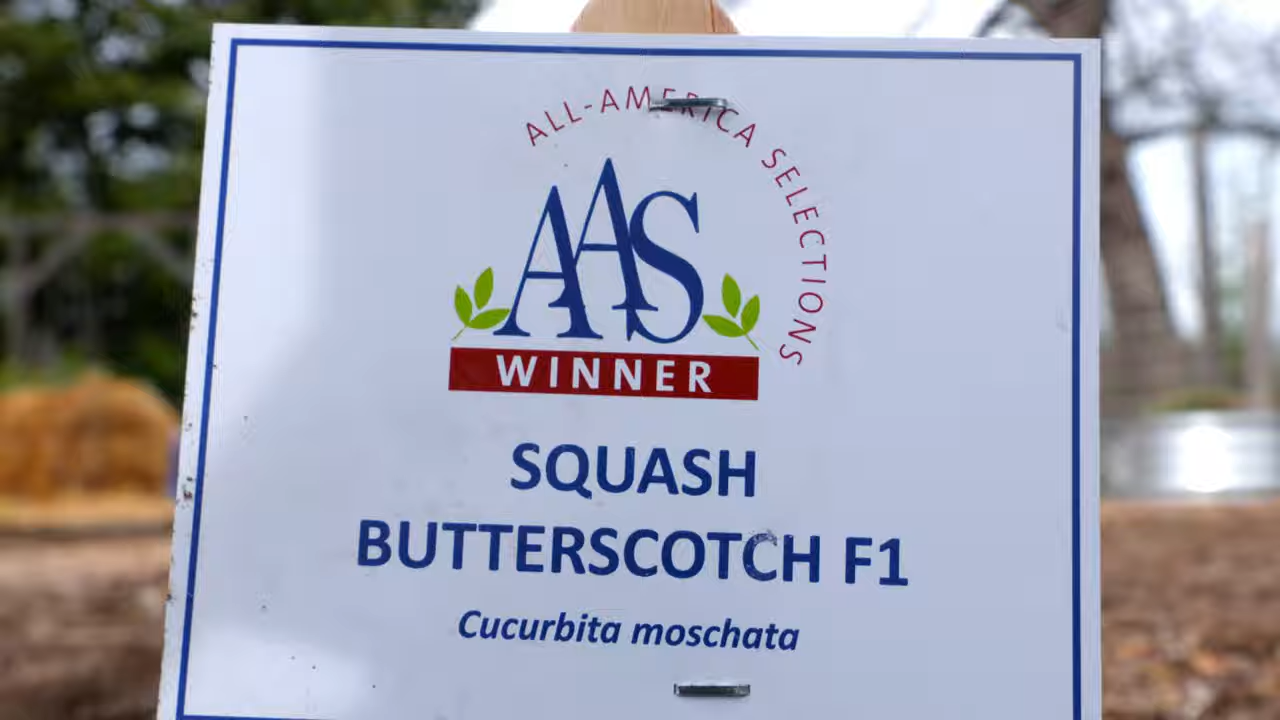 ALL-AMERICA SELECTIONS
AAS
WINNER
SQUASH
BUTTERSCOTCH F1
Cucurbita moschata